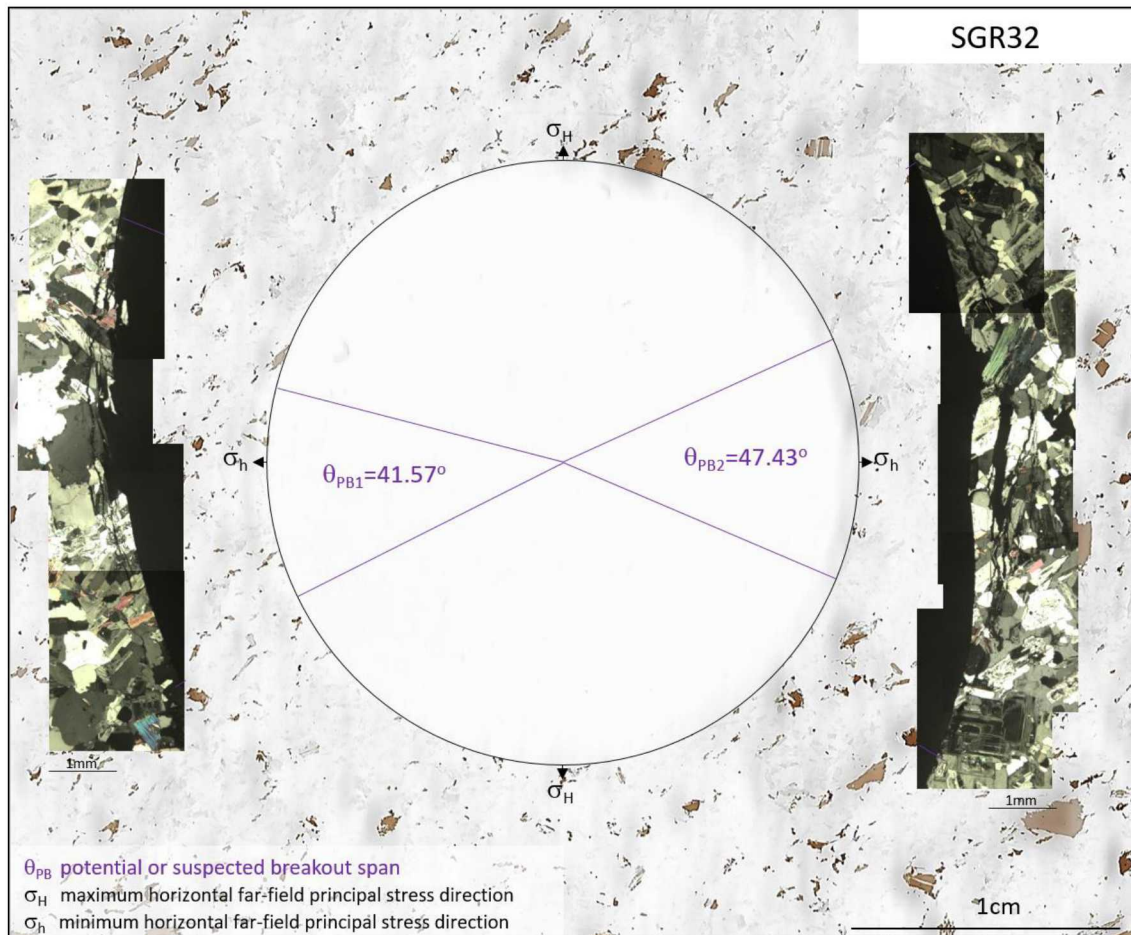 SGR32
σH
σh
θPB1=41.57°
θPB2=47.43°
σh
σH
1mm
1mm
θPB potential or suspected breakout span
σH maximum horizontal far-field principal stress direction
σh minimum horizontal far-field principal stress direction
1cm